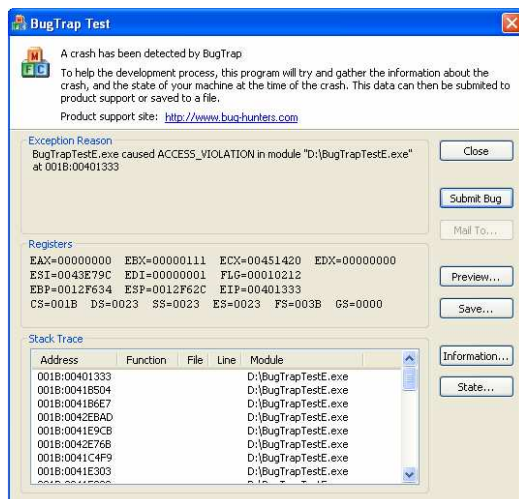 BugTrap Test
M
F C
A crash has been detected by BugTrap
To help the development process, this program will try and gather the information about the
crash, and the state of your machine at the time of the crash. This data can then be submited to
product support or saved to a file.
Product support site: http://www.bug-hunters.com
Exception Reason
BugTrapTestE.exe caused ACCESS_VIOLATION in module "D:\BugTrapTestE.exe"
at 001B:00401333
Close
Submit Bug
Mail To...
Registers
EAX=00000000 EBX=00000111 ECX=00451420 EDX=00000000
ESI=0043E79C EDI=00000001 FLG=00010212
EBP=0012F634 ESP=0012F62C EIP=00401333
CS=001B DS=0023 SS=0023 ES=0023 FS=003B GS=0000
Preview...
Save...
Stack Trace
Address Function File Line Module
001B:00401333 D:\BugTrapTestE.exe
001B:0041B504 D:\BugTrapTestE.exe
001B:0041B6E7 D:\BugTrapTestE.exe
001B:0042EBAD D:\BugTrapTestE.exe
001B:0041E9CB D:\BugTrapTestE.exe
001B:0042E76B D:\BugTrapTestE.exe
001B:0041C4F9 D:\BugTrapTestE.exe
001B:0041E303 D:\BugTrapTestE.exe
Information...
State...